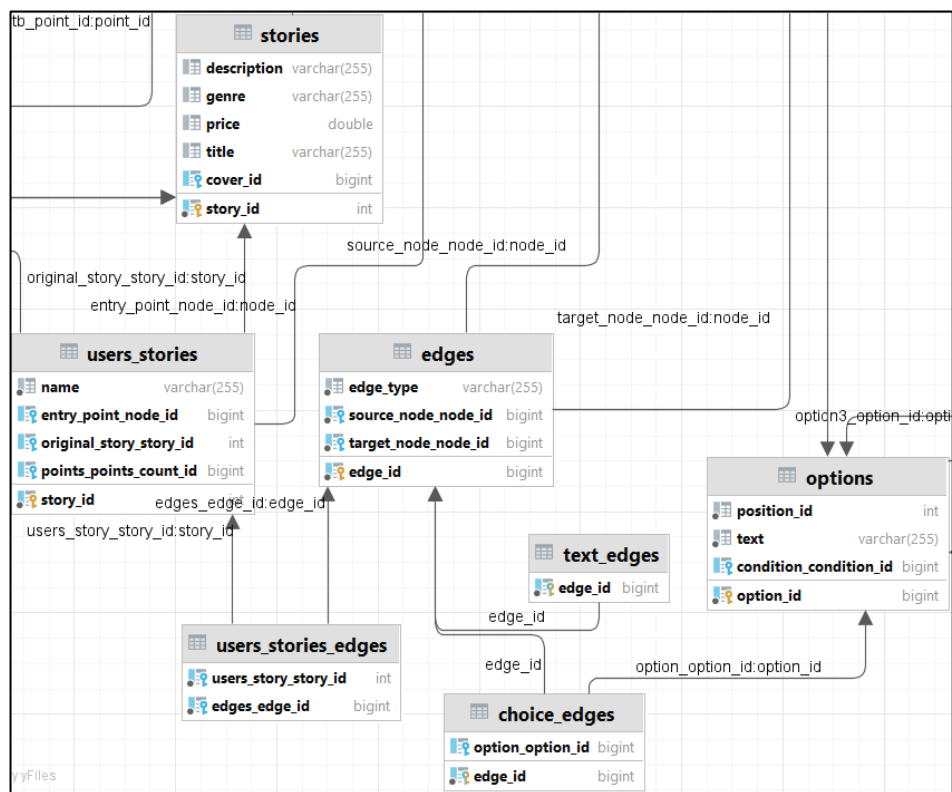 tb_point_id:point_id
stories
description varchar(255)
genre varchar(255)
price double
title varchar(255)
cover_id bigint
story_id int
source_node_node_id:node_id
original_story_story_id:story_id
entry_point_node_id:node_id
target_node_node_id:node_id
users_stories
name varchar(255)
entry_point_node_id bigint
original_story_story_id int
points_points_count_id bigint
story_id int
edges
edge_type varchar(255)
source_node_node_id bigint
target_node_node_id bigint
edge_id bigint
option3_option_id:opti
edges_edge_id:edge_id
users_story_story_id:story_id
options
position_id int
text varchar(255)
condition_condition_id bigint
option_id bigint
text_edges
edge_id bigint
edge_id
users_stories_edges
users_story_story_id int
edges_edge_id bigint
edge_id
option_option_id:option_id
choice_edges
option_option_id bigint
edge_id bigint
yFiles